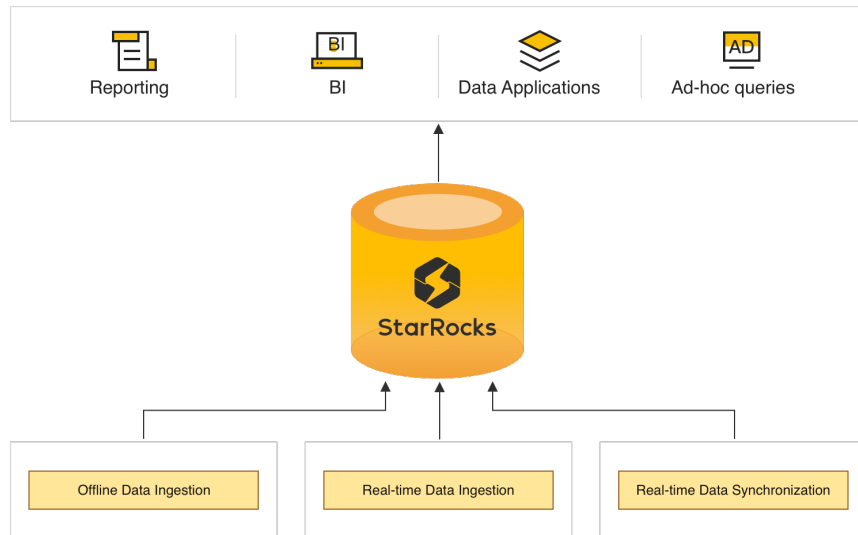 BI
AD
Reporting
BI
Data Applications
Ad-hoc queries
StarRocks
Offline Data Ingestion
Real-time Data Ingestion
Real-time Data Synchronization